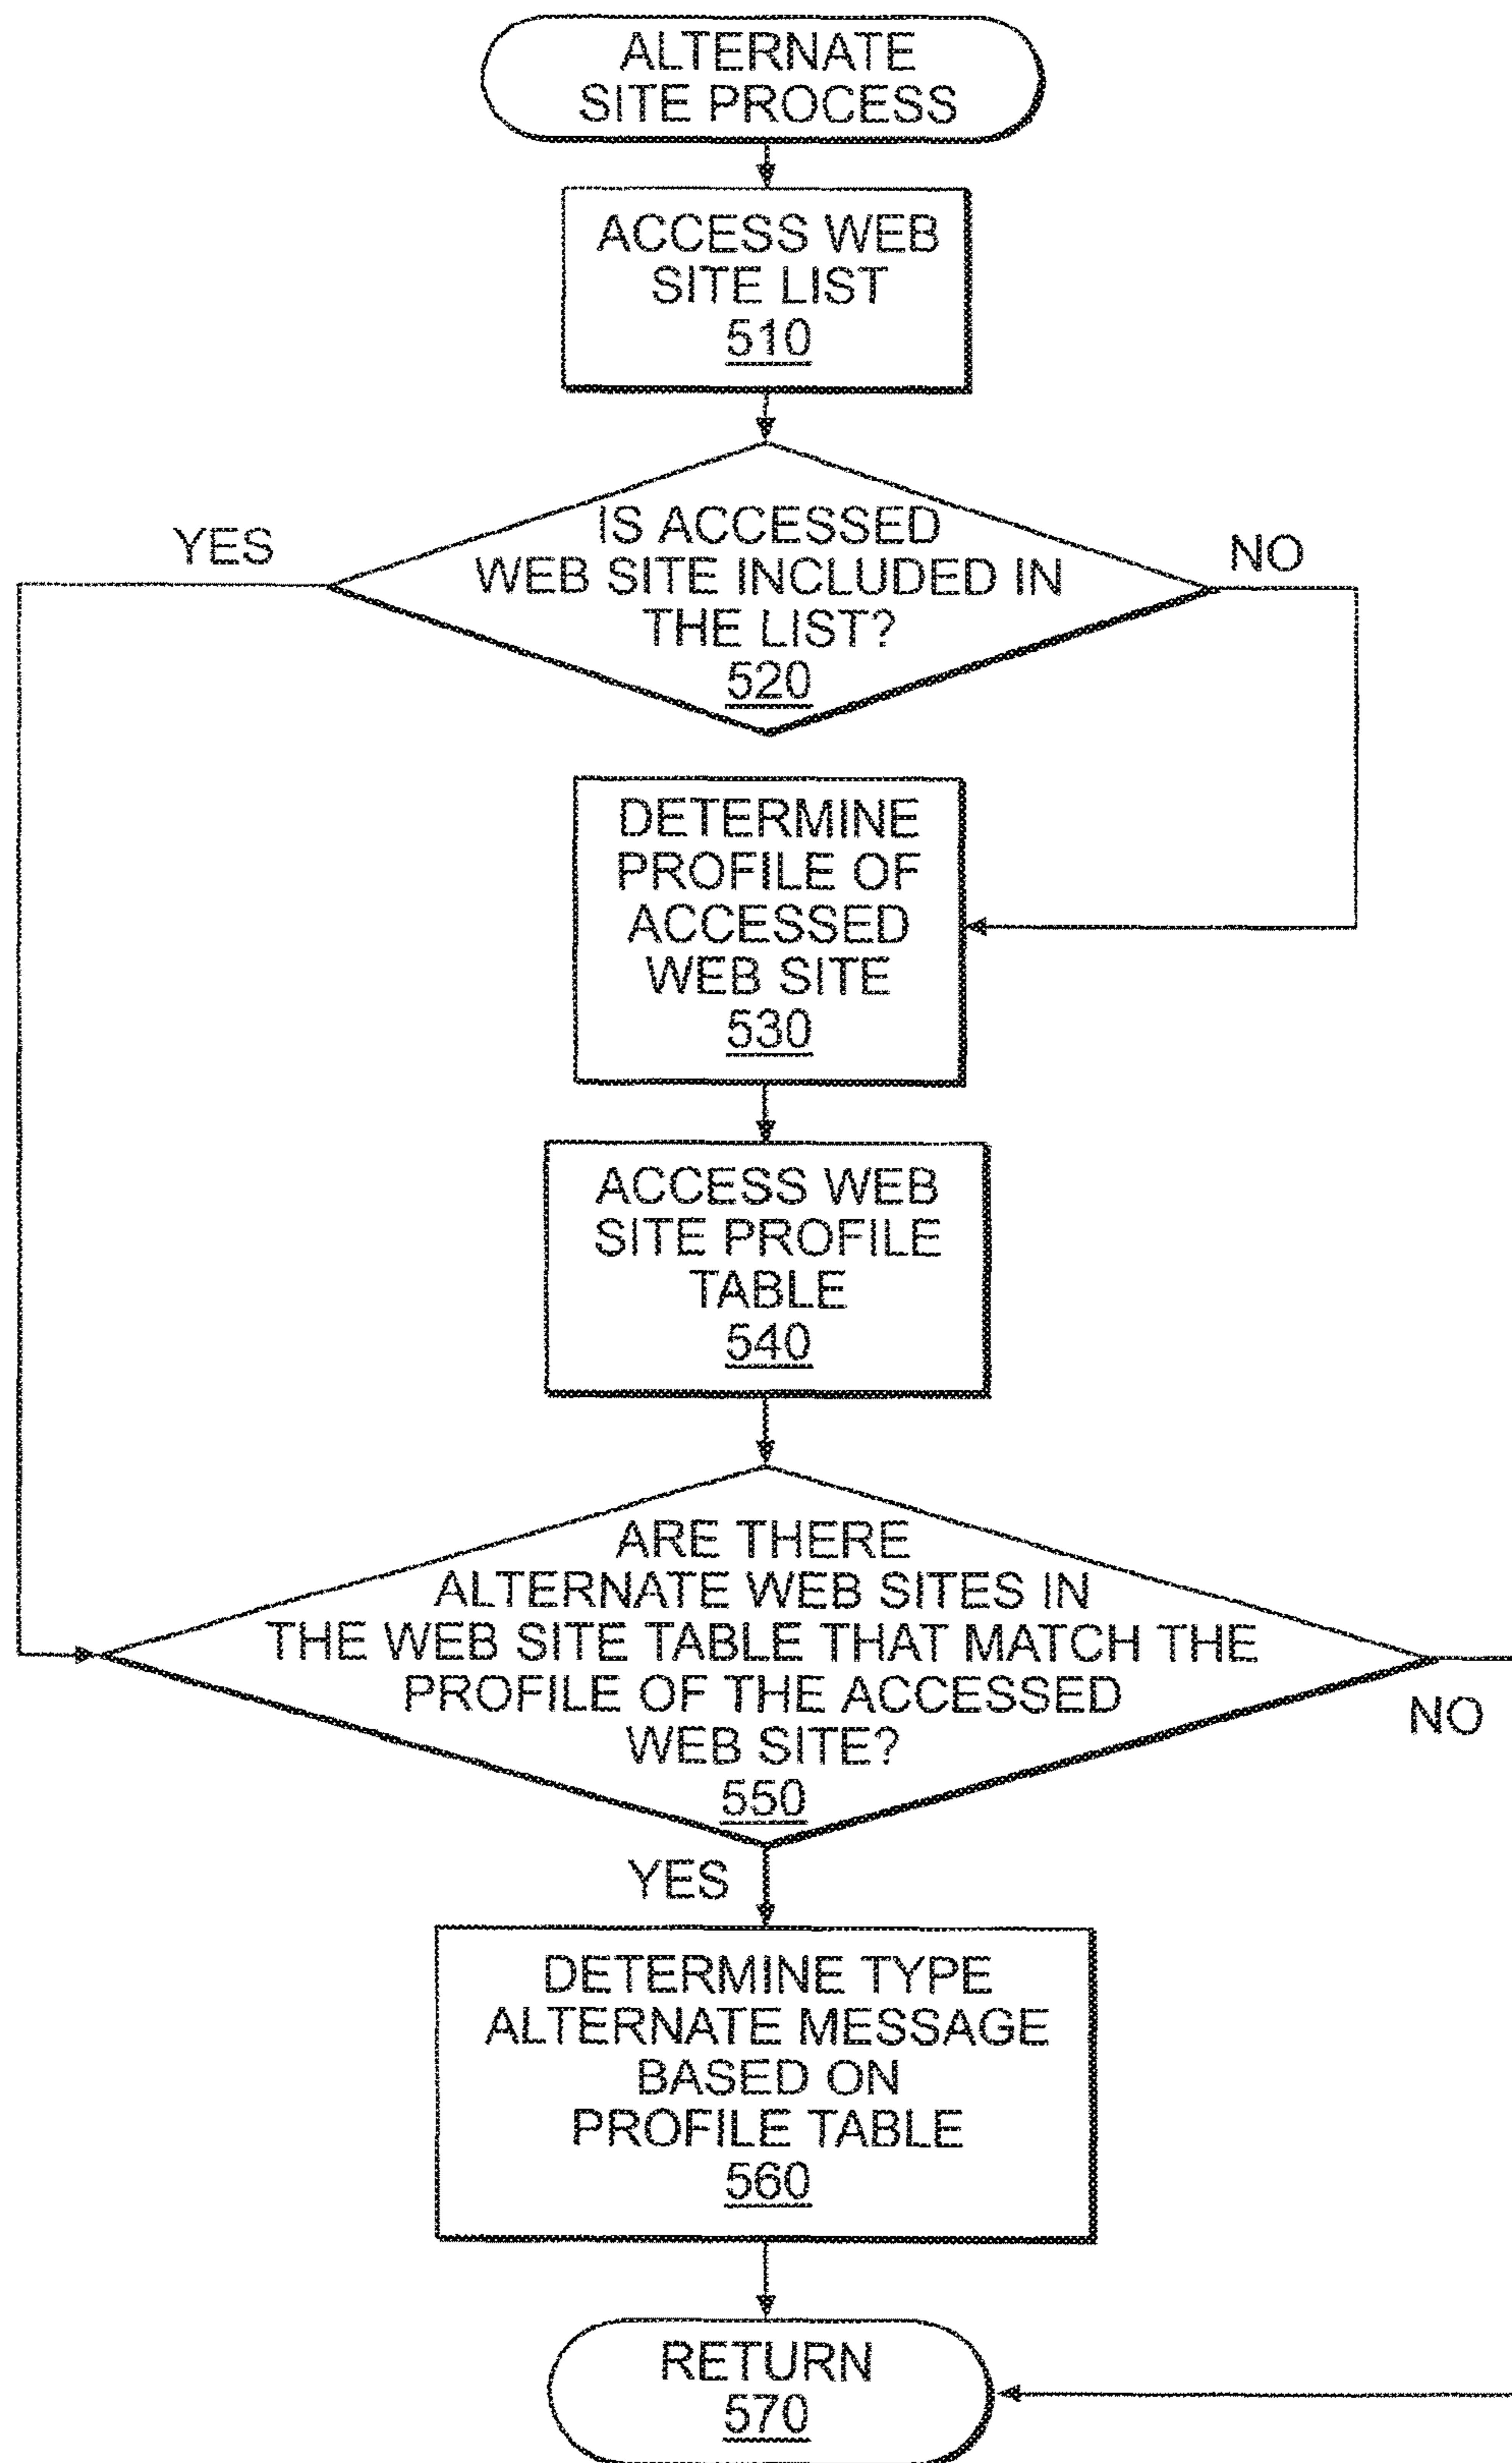 ALTERNATE
SITE PROCESS
ACCESS WEB
SITE LIST
510
YES
IS ACCESSED
WEB SITE INCLUDED IN
THE LIST?
520
NO
DETERMINE
PROFILE OF
ACCESSED
WEB SITE
530
ACCESS WEB
SITE PROFILE
TABLE
540
ARE THERE
ALTERNATE WEB SITES IN
THE WEB SITE TABLE THAT MATCH THE
PROFILE OF THE ACCESSED
WEB SITE?
550
NO
YES
DETERMINE TYPE
ALTERNATE MESSAGE
BASED ON
PROFILE TABLE
560
RETURN
570